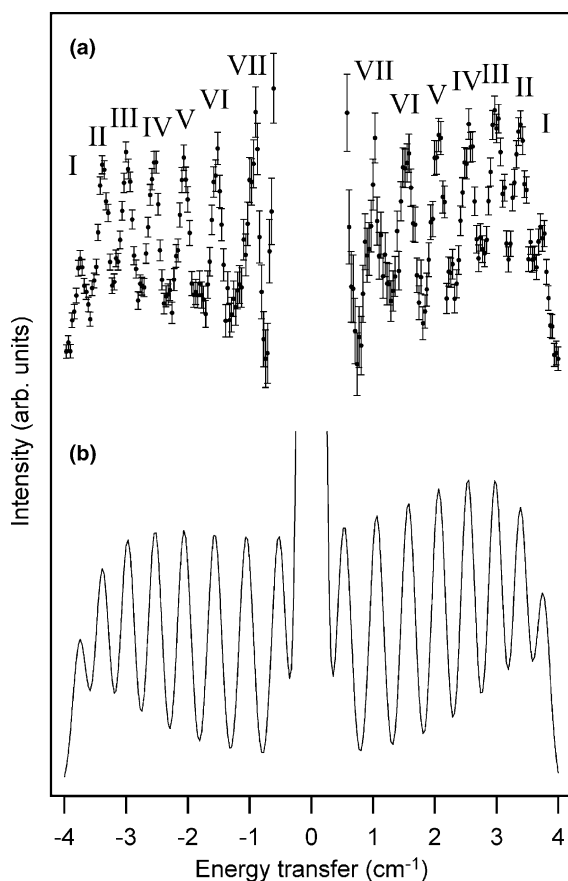 (a)
I II III IV V VI VII VII VI V IV III II I
(b)
Intensity (arb. units)
-4 -3 -2 -1 0 1 2 3 4
Energy transfer (cm-1)